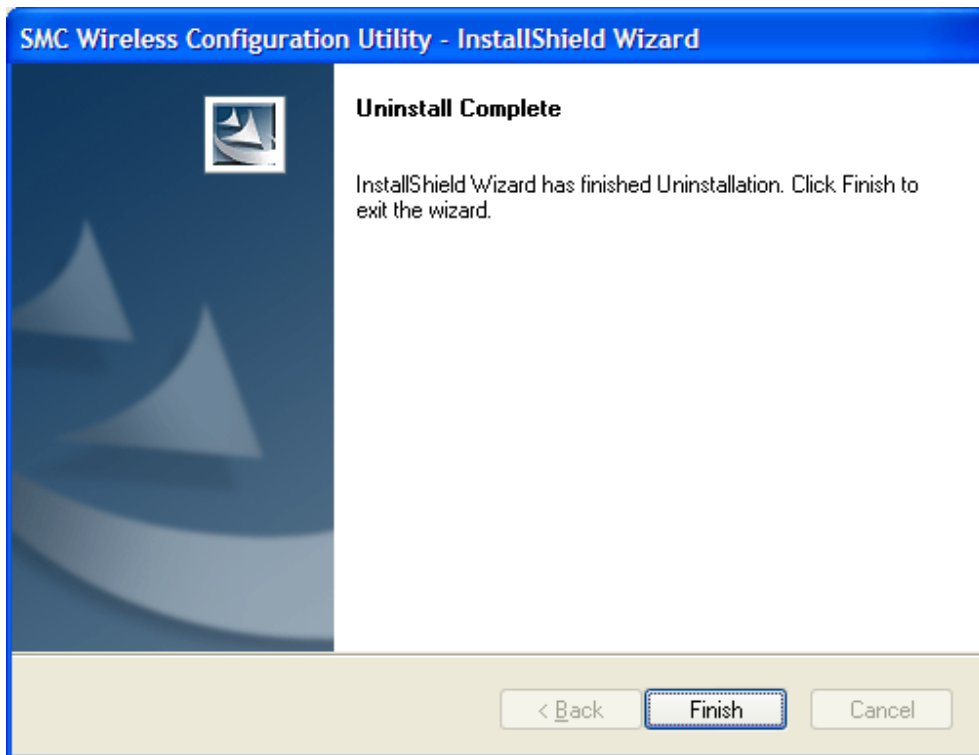 SMC Wireless Configuration Utility - InstallShield Wizard
Uninstall Complete
InstallShield Wizard has finished Uninstallation. Click Finish to
exit the wizard.
< Back
Finish
Cancel